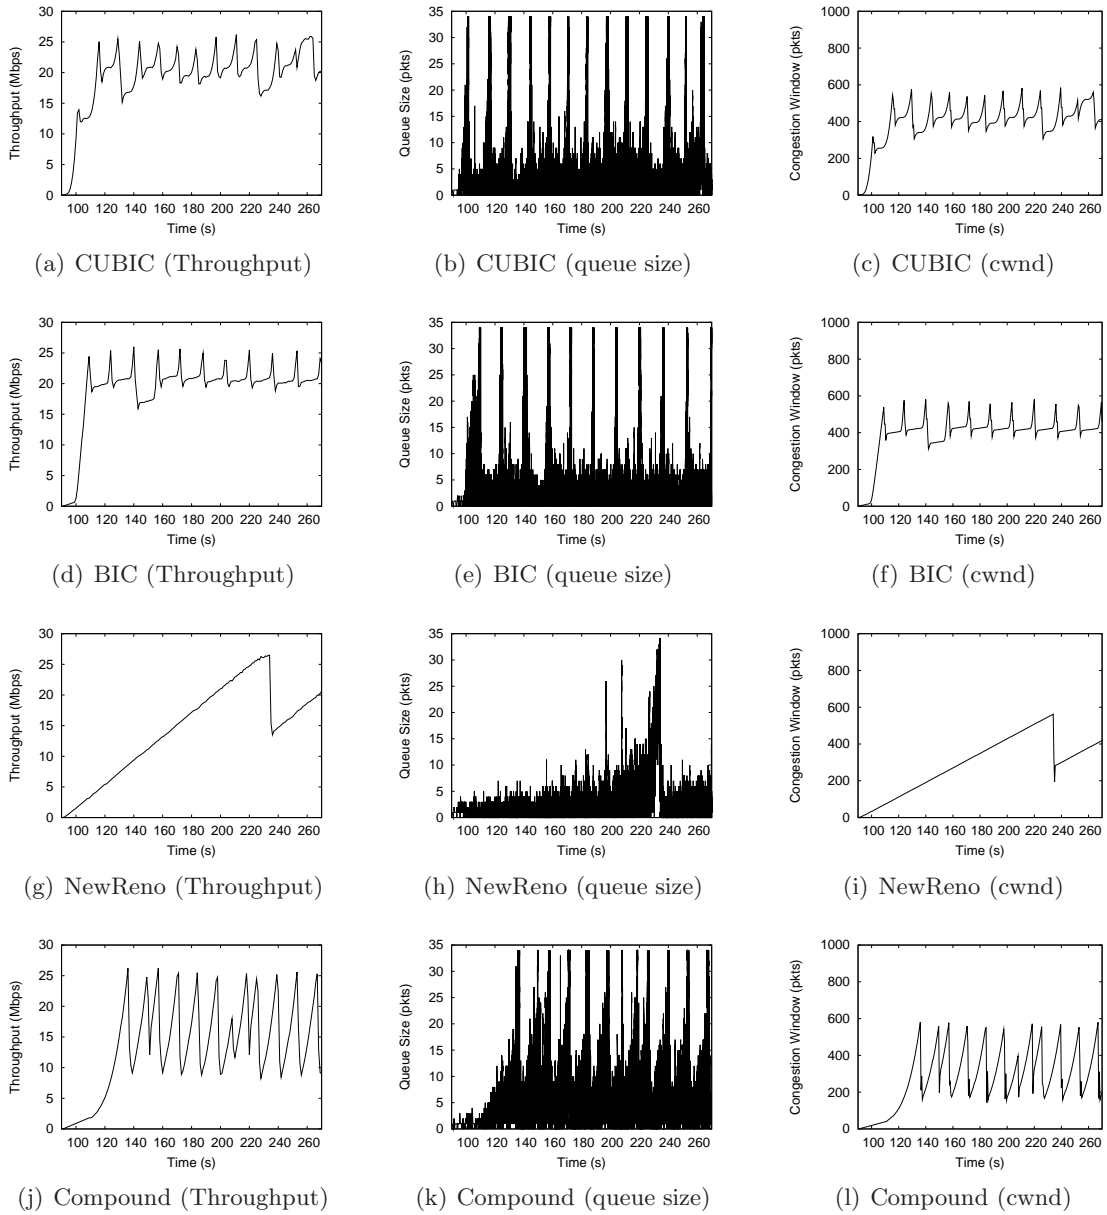 Throughput (Mbps)
30
25
20
15
10
5
0
100 120 140 160 180 200 220 240 260
Time (s)
(a) CUBIC (Throughput)
Queue Size (pkts)
35
30
25
20
15
10
5
0
100 120 140 160 180 200 220 240 260
Time (s)
(b) CUBIC (queue size)
Congestion Window (pkts)
1000
800
600
400
200
0
100 120 140 160 180 200 220 240 260
Time (s)
(c) CUBIC (cwnd)
Throughput (Mbps)
30
25
20
15
10
5
0
100 120 140 160 180 200 220 240 260
Time (s)
(d) BIC (Throughput)
Queue Size (pkts)
35
30
25
20
15
10
5
0
100 120 140 160 180 200 220 240 260
Time (s)
(e) BIC (queue size)
Congestion Window (pkts)
1000
800
600
400
200
0
100 120 140 160 180 200 220 240 260
Time (s)
(f) BIC (cwnd)
Throughput (Mbps)
30
25
20
15
10
5
0
100 120 140 160 180 200 220 240 260
Time (s)
(g) NewReno (Throughput)
Queue Size (pkts)
35
30
25
20
15
10
5
0
100 120 140 160 180 200 220 240 260
Time (s)
(h) NewReno (queue size)
Congestion Window (pkts)
1000
800
600
400
200
0
100 120 140 160 180 200 220 240 260
Time (s)
(i) NewReno (cwnd)
Throughput (Mbps)
30
25
20
15
10
5
0
100 120 140 160 180 200 220 240 260
Time (s)
(j) Compound (Throughput)
Queue Size (pkts)
35
30
25
20
15
10
5
0
100 120 140 160 180 200 220 240 260
Time (s)
(k) Compound (queue size)
Congestion Window (pkts)
1000
800
600
400
200
0
100 120 140 160 180 200 220 240 260
Time (s)
(l) Compound (cwnd)